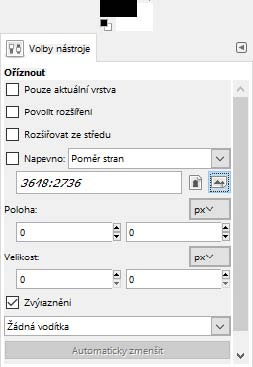 Volby nástroje
Oříznout
Pouze aktuální vrstva
Povolit rozšíření
Rozšiřovat ze středu
Napevno: Poměr stran
3648:2736
Poloha: px
0 0
Velikost: px
0 0
Zvýraznění
Žádná vodítka
Automaticky zmenšit